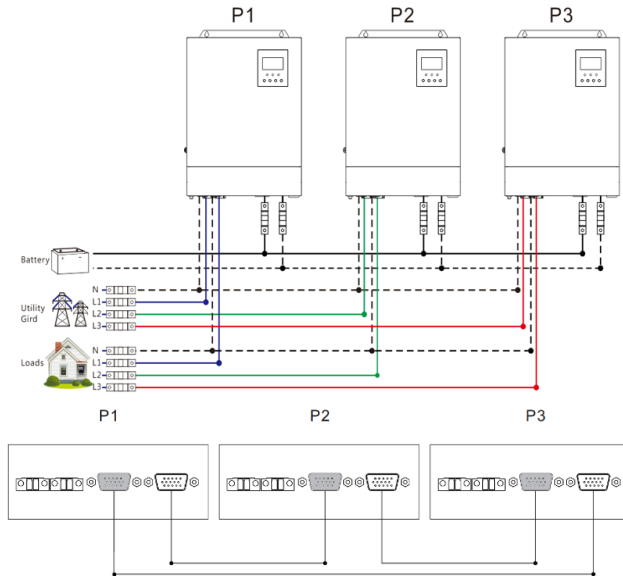 P1 P2 P3
Battery
Utility
Gird
N
L1
L2
L3
Loads
N
L1
L2
L3
P1 P2 P3